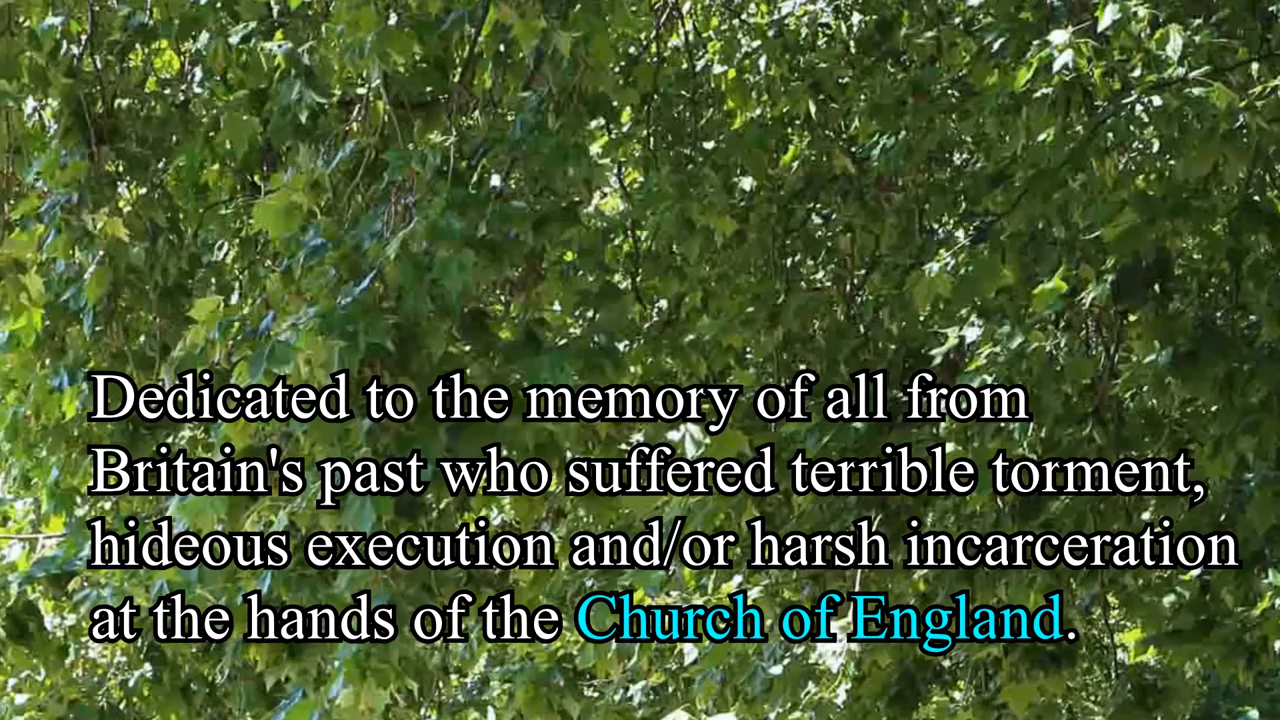 Dedicated to the memory of all from
Britain's past who suffered terrible torment,
hideous execution and/or harsh incarceration
at the hands of the Church of England.